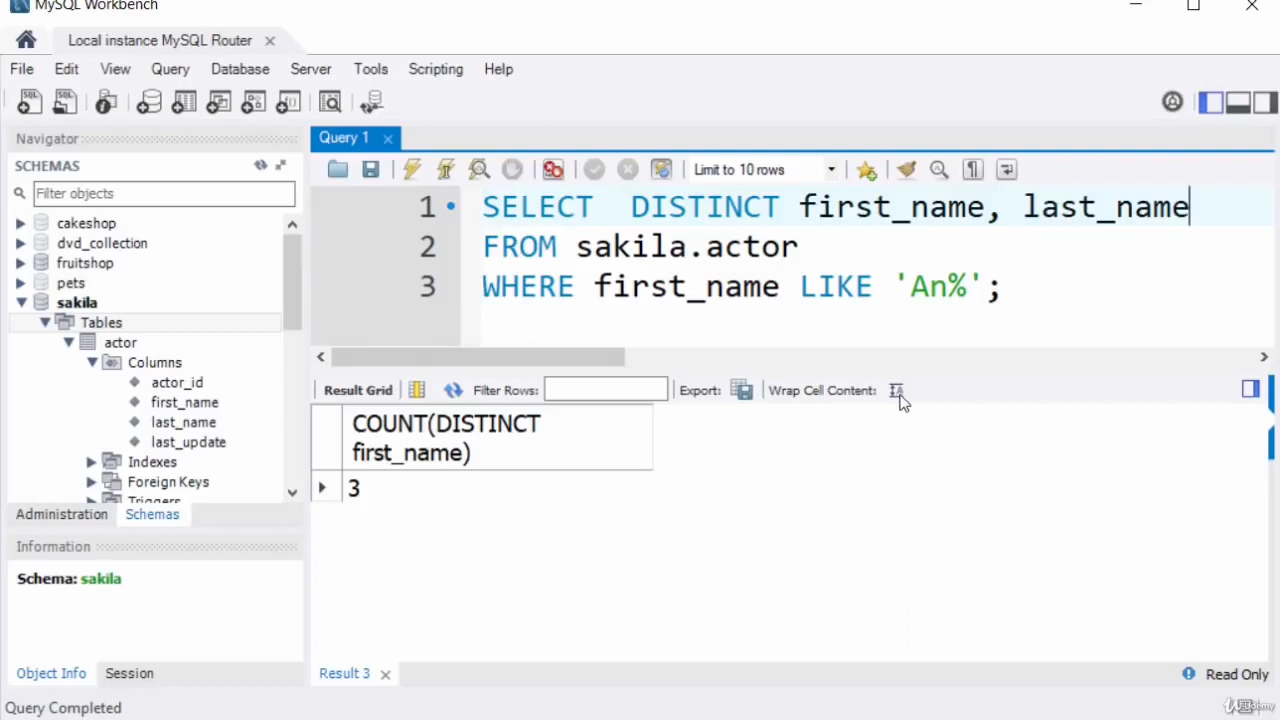 MySQL Workbench
Local instance MySQL Router
File Edit View Query Database Server Tools Scripting Help
Navigator
SCHEMAS
Filter objects
cakeshop
dvd_collection
fruitshop
pets
sakila
Tables
actor
Columns
actor_id
first_name
last_name
last_update
Indexes
Foreign Keys
Triggers
Administration Schemas
Information
Schema: sakila
Object Info Session
Query Completed
Query 1
Limit to 10 rows
1 SELECT  DISTINCT first_name, last_name
2 FROM sakila.actor
3 WHERE first_name LIKE 'An%';
Result Grid Filter Rows: Export: Wrap Cell Content:
COUNT(DISTINCT
first_name)
3
Result 3
Read Only
Udemy